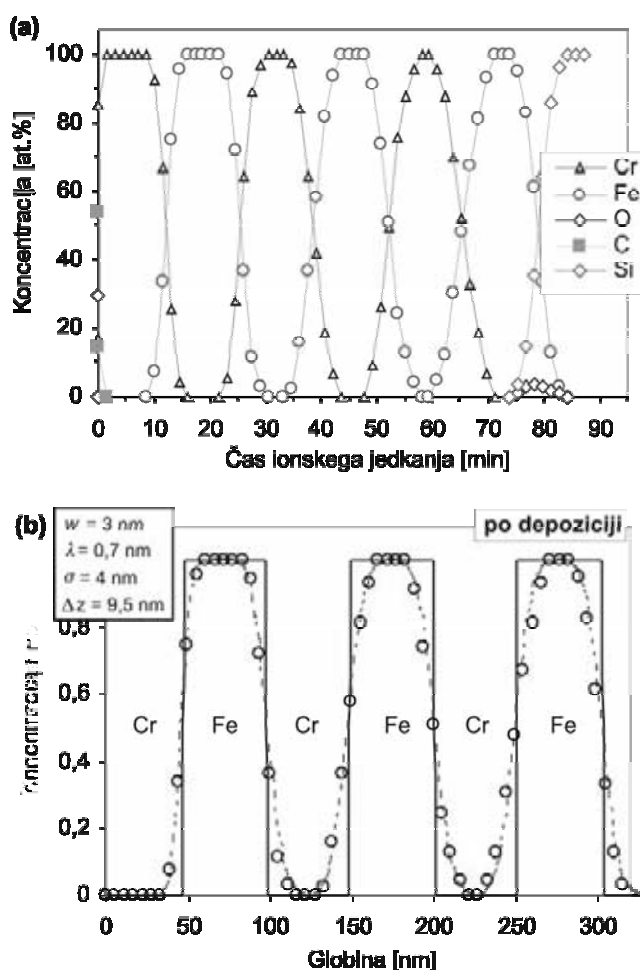 (a)
Koncentracija [at.%]
100
80
60
40
20
0
Cr
Fe
O
C
Si
0 10 20 30 40 50 60 70 80 90
Čas ionskega jedkanja [min]
(b)
w = 3 nm
λ = 0,7 nm
σ = 4 nm
Δz = 9,5 nm
po depoziciji
0,8
0,6
0,4
0,2
0
Cr Fe Cr Fe Cr Fe
0 50 100 150 200 250 300
[nm]